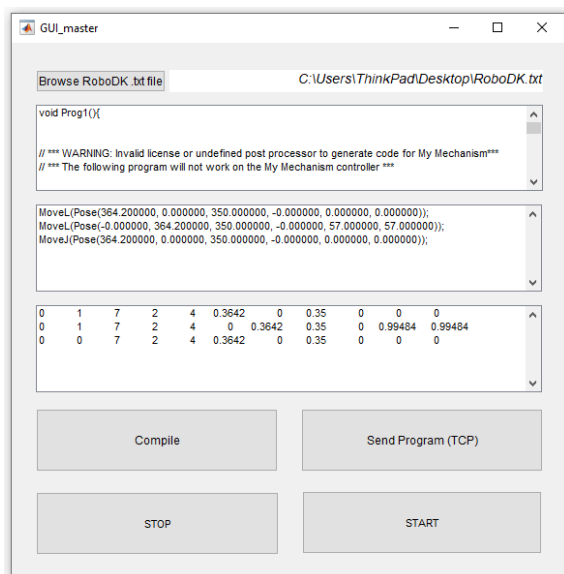 GUI_master
Browse RoboDK .txt file C:\Users\ThinkPad\Desktop\RoboDK.txt
void Prog1(){
// *** WARNING: Invalid license or undefined post processor to generate code for My Mechanism***
// *** The following program will not work on the My Mechanism controller ***
MoveL(Pose(364.200000, 0.000000, 350.000000, -0.000000, 0.000000, 0.000000));
MoveL(Pose(-0.000000, 364.200000, 350.000000, -0.000000, 57.000000, 57.000000));
MoveJ(Pose(364.200000, 0.000000, 350.000000, -0.000000, 0.000000, 0.000000));
0 1 7 2 4 0.3642 0 0.35 0 0 0
0 1 7 2 4 0 0.3642 0.35 0 0.99484 0.99484
0 0 7 2 4 0.3642 0 0.35 0 0 0
Compile Send Program (TCP)
STOP START